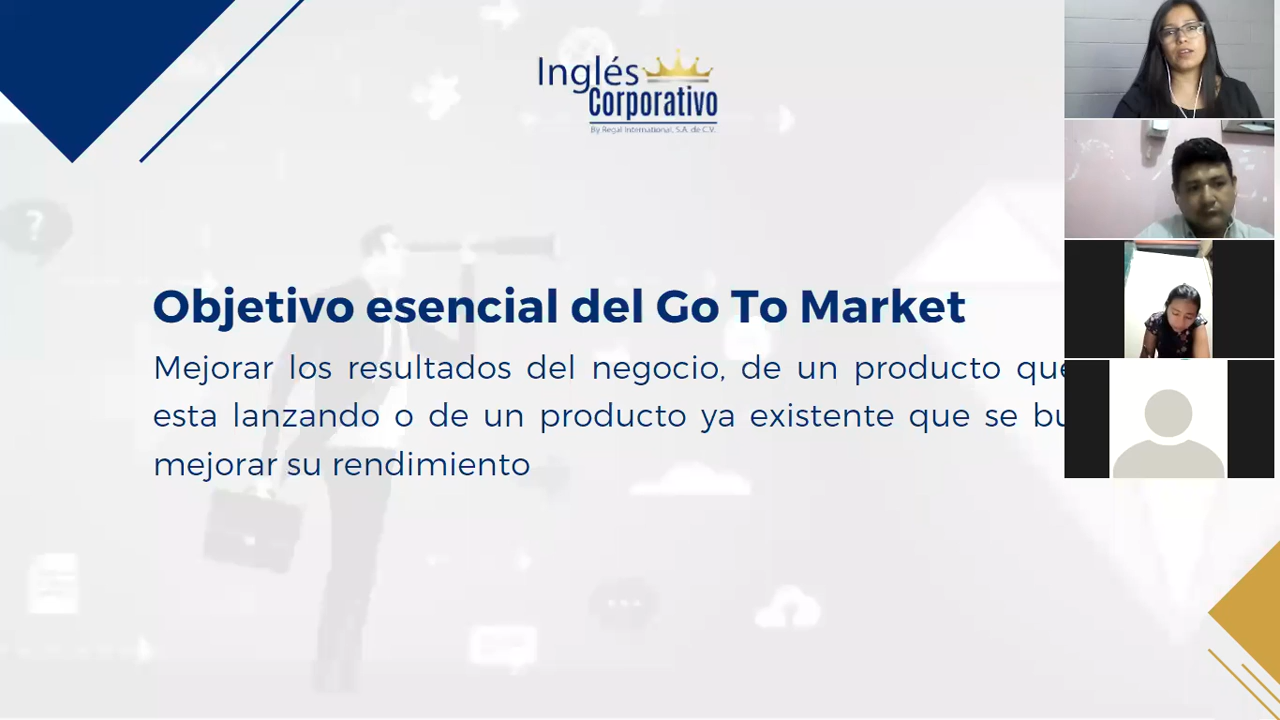 Inglés
Corporativo
By Regal International, S.A. de C.V.
Objetivo esencial del Go To Market
Mejorar los resultados del negocio, de un producto que
esta lanzando o de un producto ya existente que se bu
mejorar su rendimiento
?